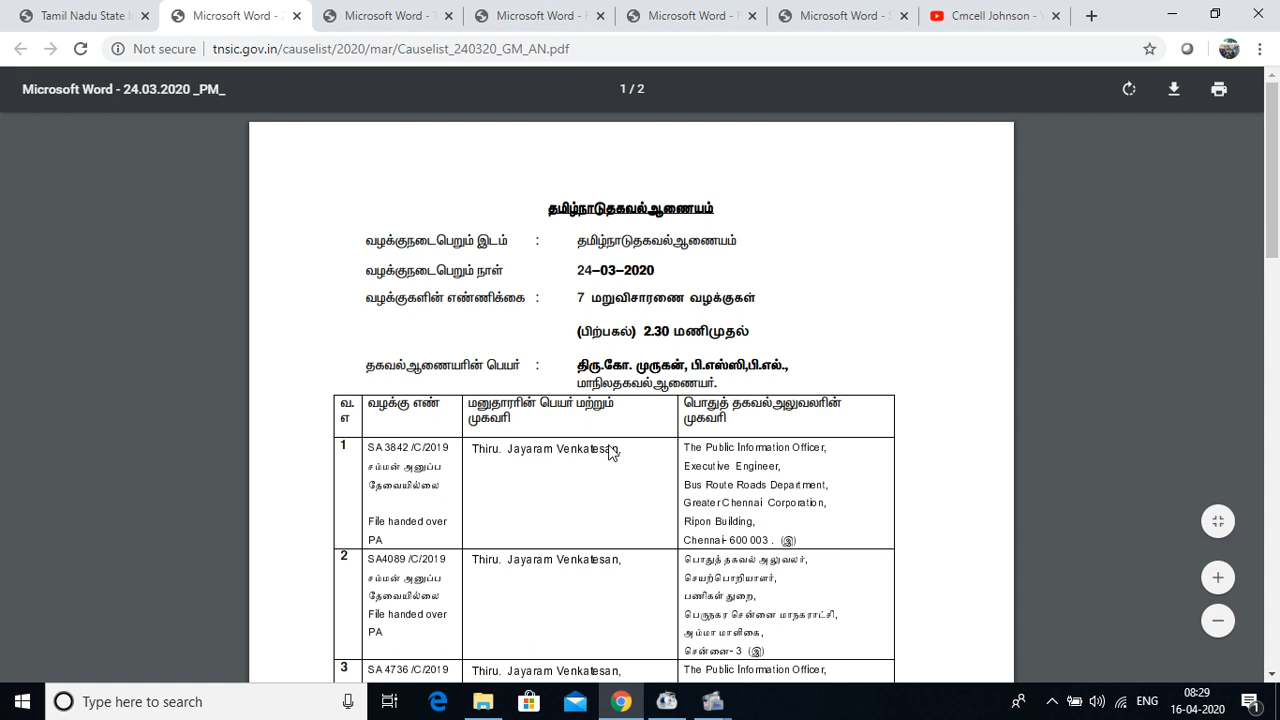 Tamil Nadu State I
Microsoft Word - 2
Microsoft Word - T
Microsoft Word - F
Microsoft Word - F
Microsoft Word - S
Cmcell Johnson - Y
Not secure
tnsic.gov.in/causelist/2020/mar/Causelist_240320_GM_AN.pdf
Microsoft Word - 24.03.2020 _PM_
1 / 2
தமிழ்நாடுதகவல்ஆணையம்
வழக்குநடைபெறும் இடம் : தமிழ்நாடுதகவல்ஆணையம்
வழக்குநடைபெறும் நாள் : 24–03–2020
வழக்குகளின் எண்ணிக்கை : 7 மறுவிசாரணை வழக்குகள்
(பிற்பகல்) 2.30 மணிமுதல்
தகவல்ஆணையரின் பெயர் : திரு.கோ. முருகன், பி.எஸ்ஸி,பி.எல்.,
மாநிலதகவல்ஆணையர்.
வ.
எ
வழக்கு எண்
மனுதாரரின் பெயர் மற்றும்
முகவரி
பொதுத் தகவல்அலுவலரின்
முகவரி
1
SA 3842 /C/2019
சம்மன் அனுப்ப
தேவையில்லை
File handed over
PA
Thiru. Jayaram Venkatesan,
The Public Information Officer,
Executive Engineer,
Bus Route Roads Department,
Greater Chennai Corporation,
Ripon Building,
Chennai- 600 003 . (இ)
2
SA4089 /C/2019
சம்மன் அனுப்ப
தேவையில்லை
File handed over
PA
Thiru. Jayaram Venkatesan,
பொதுத் தகவல் அலுவலர்,
செயற்பொறியாளர்,
பணிகள் துறை,
பெருநகர சென்னை மாநகராட்சி,
அம்மா மாளிகை,
சென்னை- 3 (இ)
3
SA 4736 /C/2019
Thiru. Jayaram Venkatesan,
The Public Information Officer,
Type here to search
ENG
08:29
16-04-2020
1